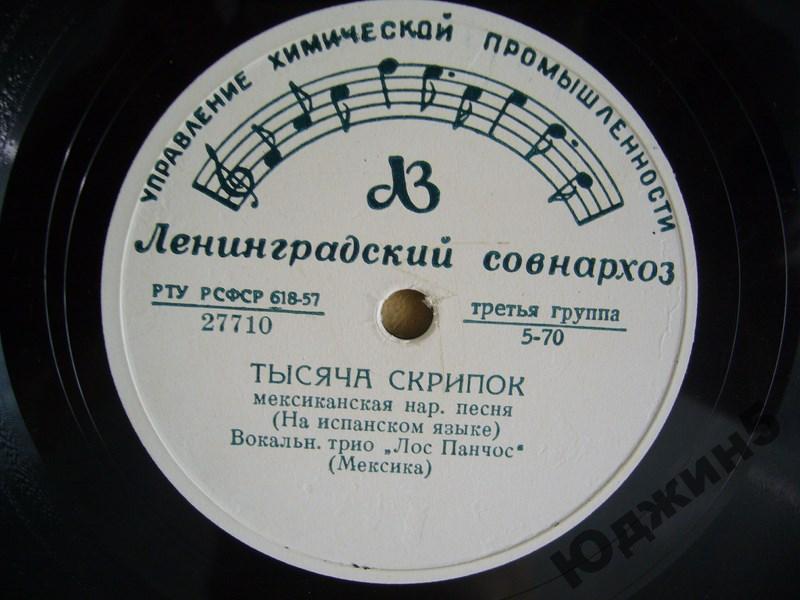 УПРАВЛЕНИЕ ХИМИЧЕСКОЙ ПРОМЫШЛЕННОСТИ
ЛЗ
Ленинградский совнархоз
РТУ РСФСР 618-57
27710
третья группа
5-70
ТЫСЯЧА СКРИПОК
мексиканская нар. песня
(На испанском языке)
Вокальн. трио „Лос Панчос“
(Мексика)
Юджин5